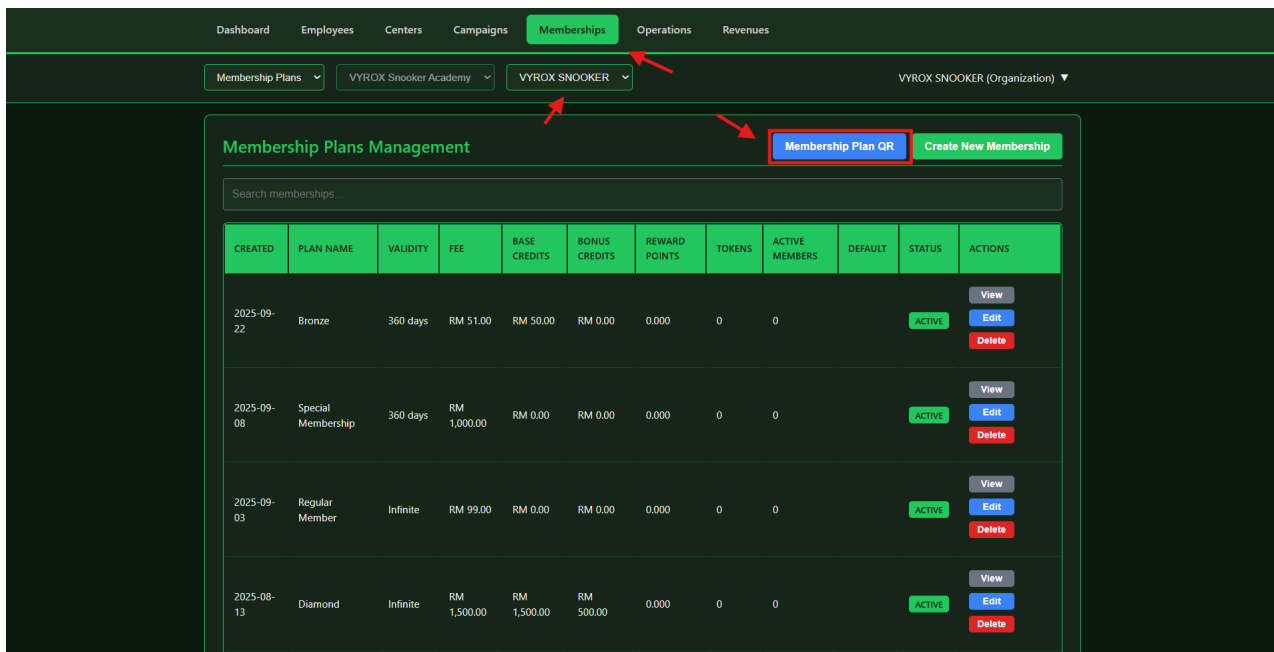 Dashboard Employees Centers Campaigns Memberships Operations Revenues
Membership Plans VYROX Snooker Academy VYROX SNOOKER VYROX SNOOKER (Organization) ▼
Membership Plans Management Membership Plan QR Create New Membership
Search memberships...
CREATED PLAN NAME VALIDITY FEE BASE CREDITS BONUS CREDITS REWARD POINTS TOKENS ACTIVE MEMBERS DEFAULT STATUS ACTIONS
2025-09-22 Bronze 360 days RM 51.00 RM 50.00 RM 0.00 0.000 0 0 ACTIVE View Edit Delete
2025-09-08 Special Membership 360 days RM 1,000.00 RM 0.00 RM 0.00 0.000 0 0 ACTIVE View Edit Delete
2025-09-03 Regular Member Infinite RM 99.00 RM 0.00 RM 0.00 0.000 0 0 ACTIVE View Edit Delete
2025-08-13 Diamond Infinite RM 1,500.00 RM 1,500.00 RM 500.00 0.000 0 0 ACTIVE View Edit Delete